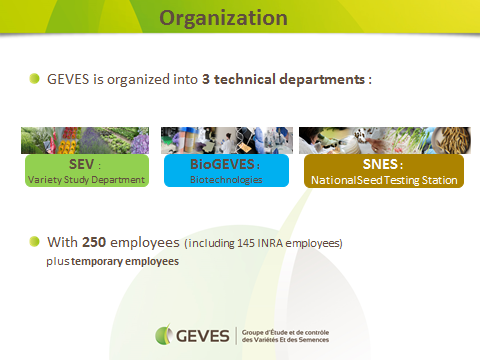 Organization
GEVES is organized into 3 technical departments :
SEV :
Variety Study Department
BioGEVES :
Biotechnologies
SNES :
National Seed Testing Station
With 250 employees (including 145 INRA employees)
plus temporary employees
GEVES
Groupe d'Étude et de contrôle
des Variétés Et des Semences